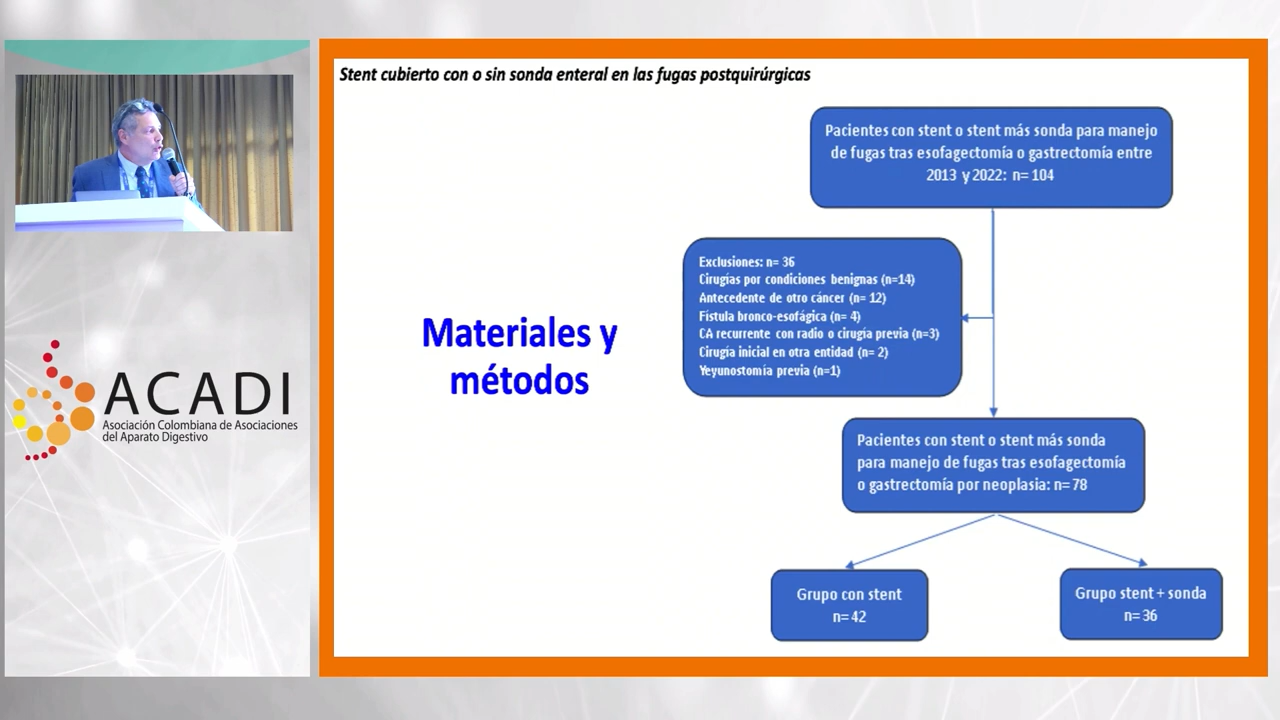 Stent cubierto con o sin sonda enteral en las fugas postquirúrgicas
Pacientes con stent o stent más sonda para manejo
de fugas tras esofagectomía o gastrectomía entre
2013 y 2022: n= 104
Exclusiones: n= 36
Cirugías por condiciones benignas (n=14)
Antecedente de otro cáncer (n= 12)
Fístula bronco-esofágica (n= 4)
CA recurrente con radio o cirugía previa (n=3)
Cirugía inicial en otra entidad (n= 2)
Yeyunostomía previa (n=1)
Materiales y
métodos
Pacientes con stent o stent más sonda
para manejo de fugas tras esofagectomía
o gastrectomía por neoplasia: n= 78
Grupo con stent
n= 42
Grupo stent + sonda
n= 36
ACADI
Asociación Colombiana de Asociaciones
del Aparato Digestivo